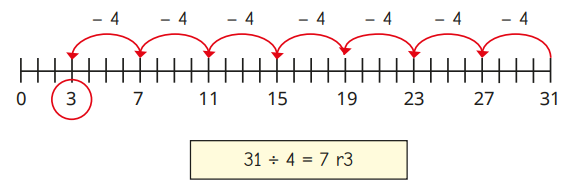 – 4 – 4 – 4 – 4 – 4 – 4 – 4
0 3 7 11 15 19 23 27 31
31 ÷ 4 = 7 r3